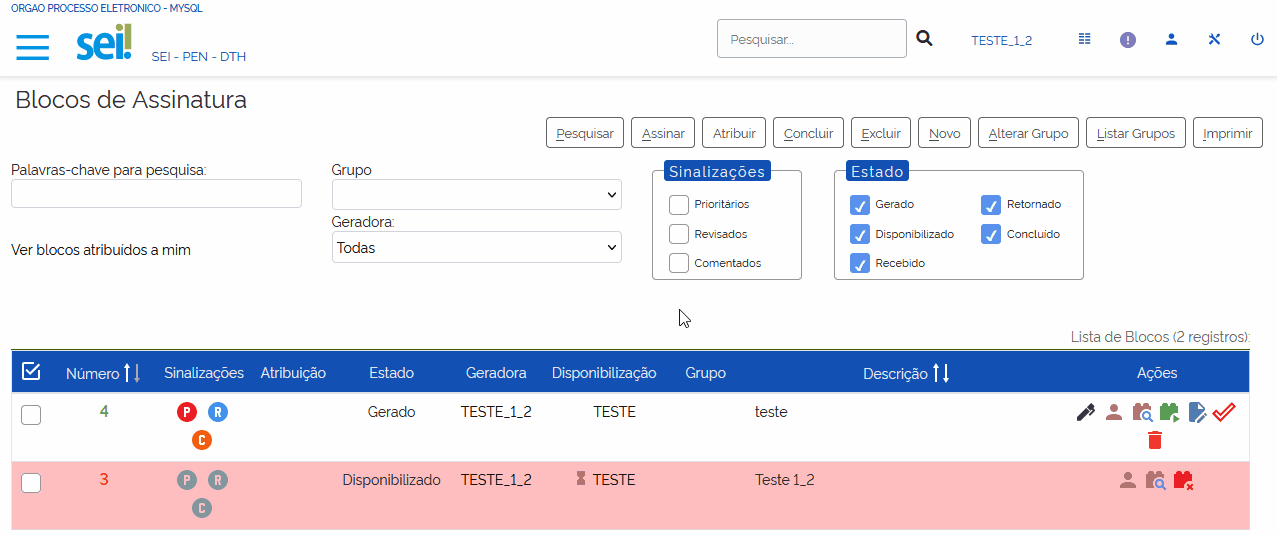 ORGAO PROCESSO ELETRONICO - MYSQL
sei!
SEI - PEN - DTH
Pesquisar...
TESTE_1_2
Blocos de Assinatura
Pesquisar Assinar Atribuir Concluir Excluir Novo Alterar Grupo Listar Grupos Imprimir
Palavras-chave para pesquisa:
Ver blocos atribuídos a mim
Grupo
Geradora:
Todas
Sinalizações
Prioritários
Revisados
Comentados
Estado
Gerado Retornado
Disponibilizado Concluído
Recebido
Lista de Blocos (2 registros):
Número Sinalizações Atribuição Estado Geradora Disponibilização Grupo Descrição Ações
4 P R Gerado TESTE_1_2 TESTE teste
C
3 P R Disponibilizado TESTE_1_2 TESTE Teste 1_2
C